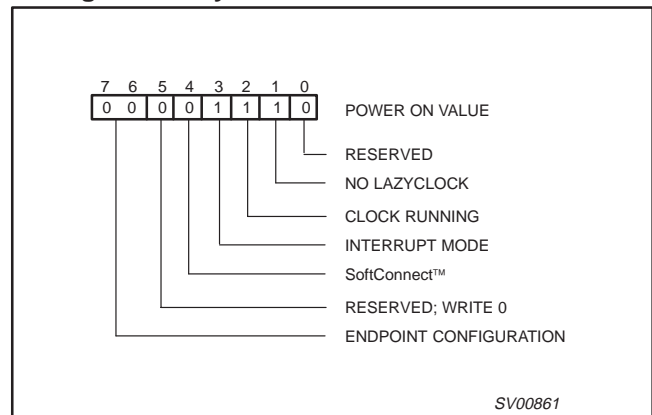 7 6 5 4 3 2 1 0
0 0 0 0 1 1 1 0 POWER ON VALUE
RESERVED
NO LAZYCLOCK
CLOCK RUNNING
INTERRUPT MODE
SoftConnect™
RESERVED; WRITE 0
ENDPOINT CONFIGURATION
SV00861